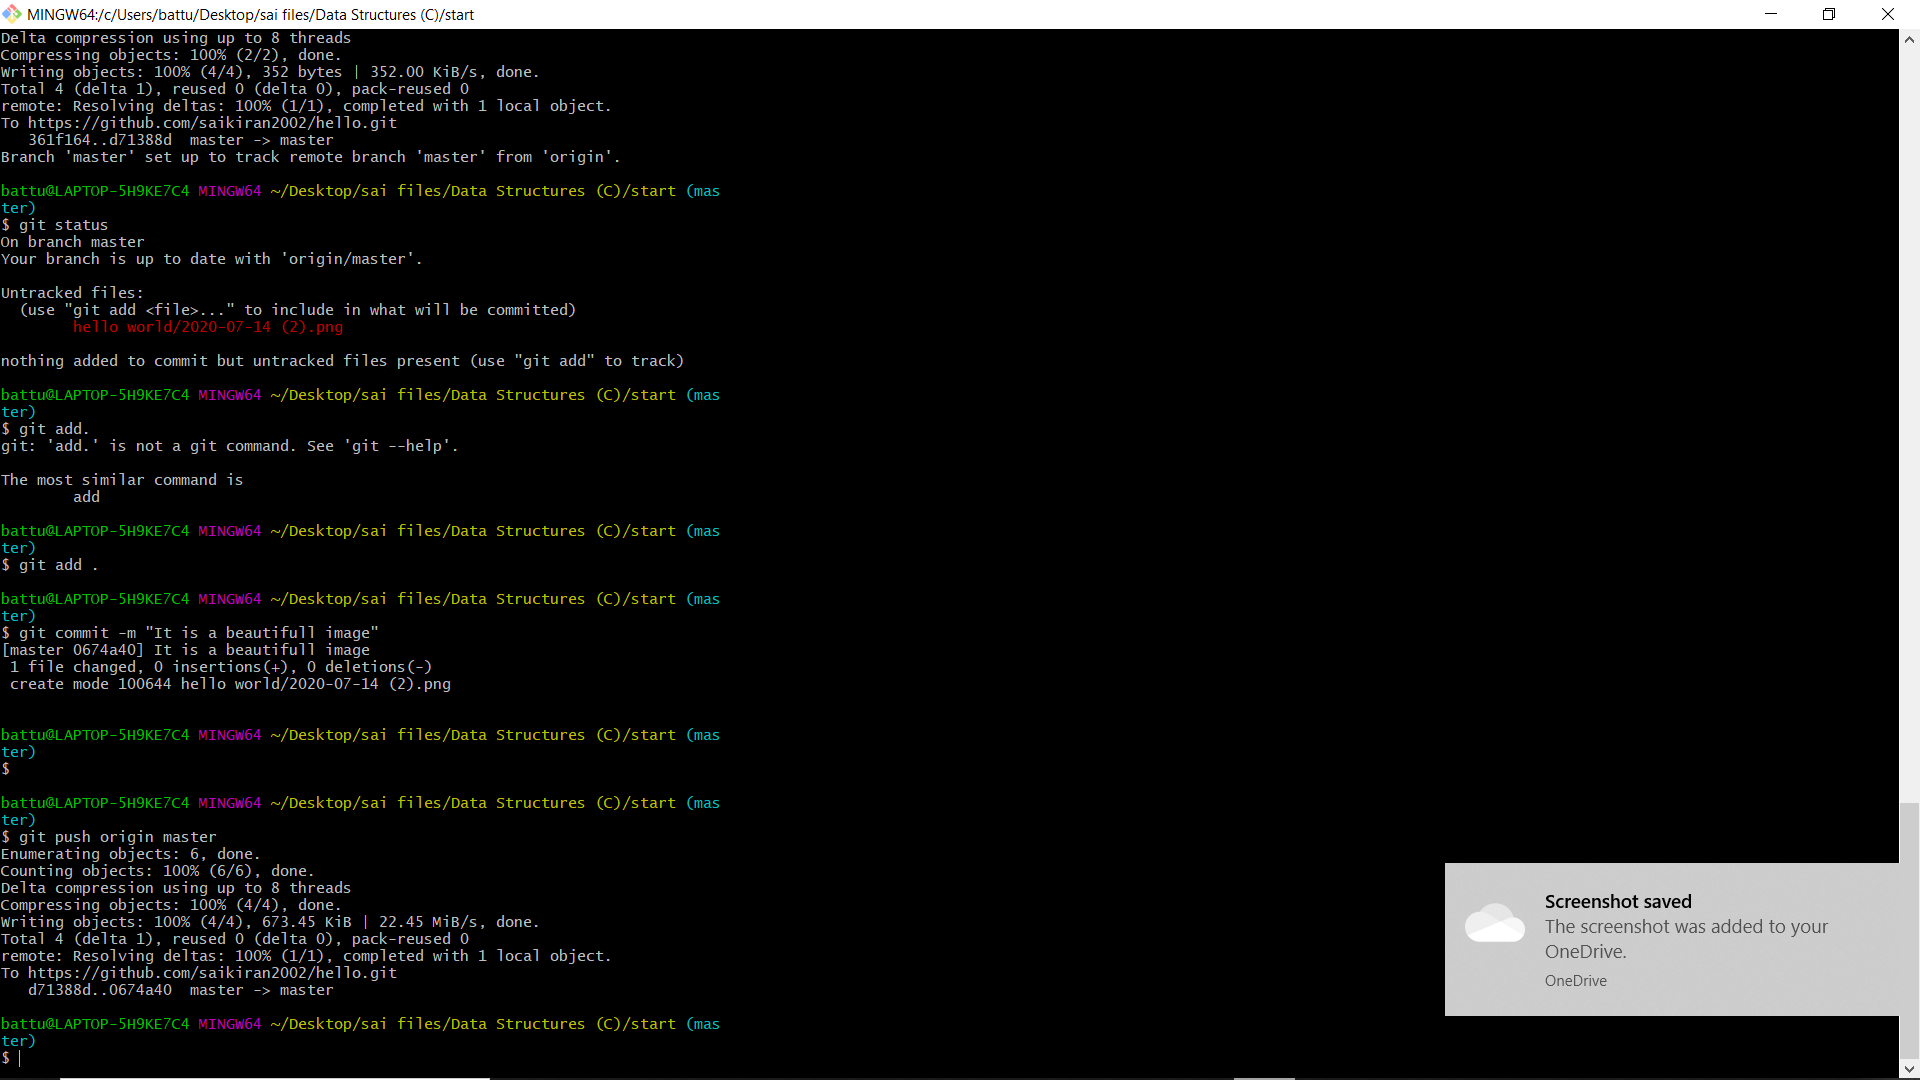 MINGW64:/c/Users/battu/Desktop/sai files/Data Structures (C)/start
Delta compression using up to 8 threads
Compressing objects: 100% (2/2), done.
Writing objects: 100% (4/4), 352 bytes | 352.00 KiB/s, done.
Total 4 (delta 1), reused 0 (delta 0), pack-reused 0
remote: Resolving deltas: 100% (1/1), completed with 1 local object.
To https://github.com/saikiran2002/hello.git
   361f164..d71388d  master -> master
Branch 'master' set up to track remote branch 'master' from 'origin'.
battu@LAPTOP-5H9KE7C4 MINGW64 ~/Desktop/sai files/Data Structures (C)/start (mas
ter)
$ git status
On branch master
Your branch is up to date with 'origin/master'.
Untracked files:
  (use "git add <file>..." to include in what will be committed)
        hello world/2020-07-14 (2).png
nothing added to commit but untracked files present (use "git add" to track)
battu@LAPTOP-5H9KE7C4 MINGW64 ~/Desktop/sai files/Data Structures (C)/start (mas
ter)
$ git add.
git: 'add.' is not a git command. See 'git --help'.
The most similar command is
        add
battu@LAPTOP-5H9KE7C4 MINGW64 ~/Desktop/sai files/Data Structures (C)/start (mas
ter)
$ git add .
battu@LAPTOP-5H9KE7C4 MINGW64 ~/Desktop/sai files/Data Structures (C)/start (mas
ter)
$ git commit -m "It is a beautifull image"
[master 0674a40] It is a beautifull image
 1 file changed, 0 insertions(+), 0 deletions(-)
 create mode 100644 hello world/2020-07-14 (2).png
battu@LAPTOP-5H9KE7C4 MINGW64 ~/Desktop/sai files/Data Structures (C)/start (mas
ter)
$
battu@LAPTOP-5H9KE7C4 MINGW64 ~/Desktop/sai files/Data Structures (C)/start (mas
ter)
$ git push origin master
Enumerating objects: 6, done.
Counting objects: 100% (6/6), done.
Delta compression using up to 8 threads
Compressing objects: 100% (4/4), done.
Writing objects: 100% (4/4), 673.45 KiB | 22.45 MiB/s, done.
Total 4 (delta 1), reused 0 (delta 0), pack-reused 0
remote: Resolving deltas: 100% (1/1), completed with 1 local object.
To https://github.com/saikiran2002/hello.git
   d71388d..0674a40  master -> master
battu@LAPTOP-5H9KE7C4 MINGW64 ~/Desktop/sai files/Data Structures (C)/start (mas
ter)
$
Screenshot saved
The screenshot was added to your
OneDrive.
OneDrive